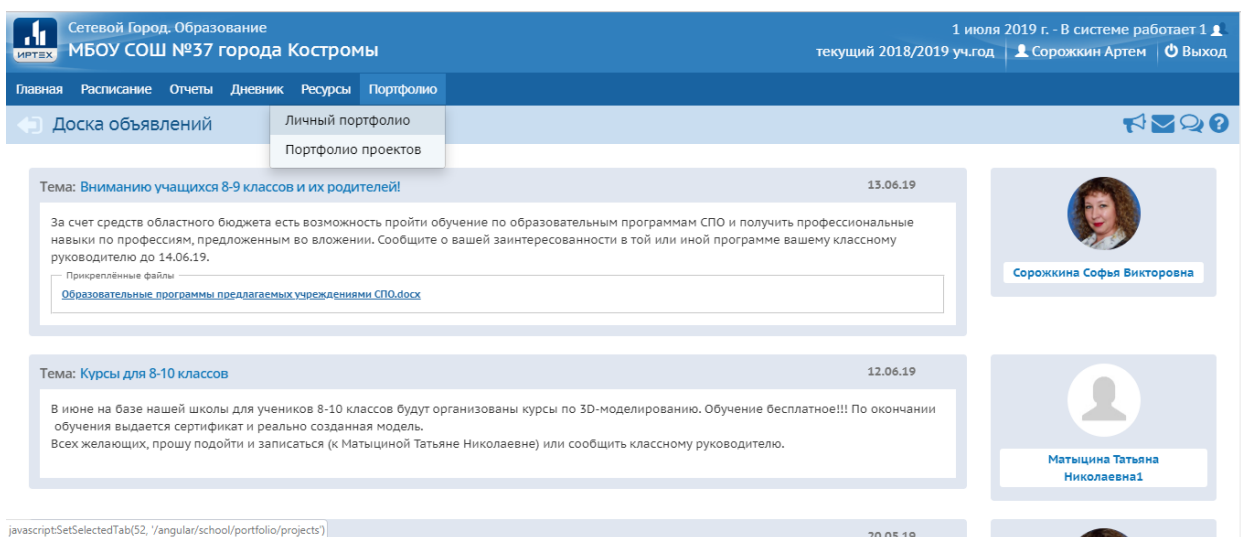 Сетевой Город. Образование
1 июля 2019 г. - В системе работает 1
ИРТЕХ
МБОУ СОШ №37 города Костромы
текущий 2018/2019 уч.год Сорожкин Артем Выход
Главная Расписание Отчеты Дневник Ресурсы Портфолио
Доска объявлений
Личный портфолио
Портфолио проектов
Тема: Вниманию учащихся 8-9 классов и их родителей!
13.06.19
За счет средств областного бюджета есть возможность пройти обучение по образовательным программам СПО и получить профессиональные
навыки по профессиям, предложенным во вложении. Сообщите о вашей заинтересованности в той или иной программе вашему классному
руководителю до 14.06.19.
Прикреплённые файлы
Образовательные программы предлагаемых учреждениями СПО.docx
Сорожкина Софья Викторовна
Тема: Курсы для 8-10 классов
12.06.19
В июне на базе нашей школы для учеников 8-10 классов будут организованы курсы по 3D-моделированию. Обучение бесплатное!!! По окончании
обучения выдается сертификат и реально созданная модель.
Всех желающих, прошу подойти и записаться (к Матыциной Татьяне Николаевне) или сообщить классному руководителю.
Матыцина Татьяна
Николаевна1
javascript:SetSelectedTab(52, '/angular/school/portfolio/projects')
20.05.19